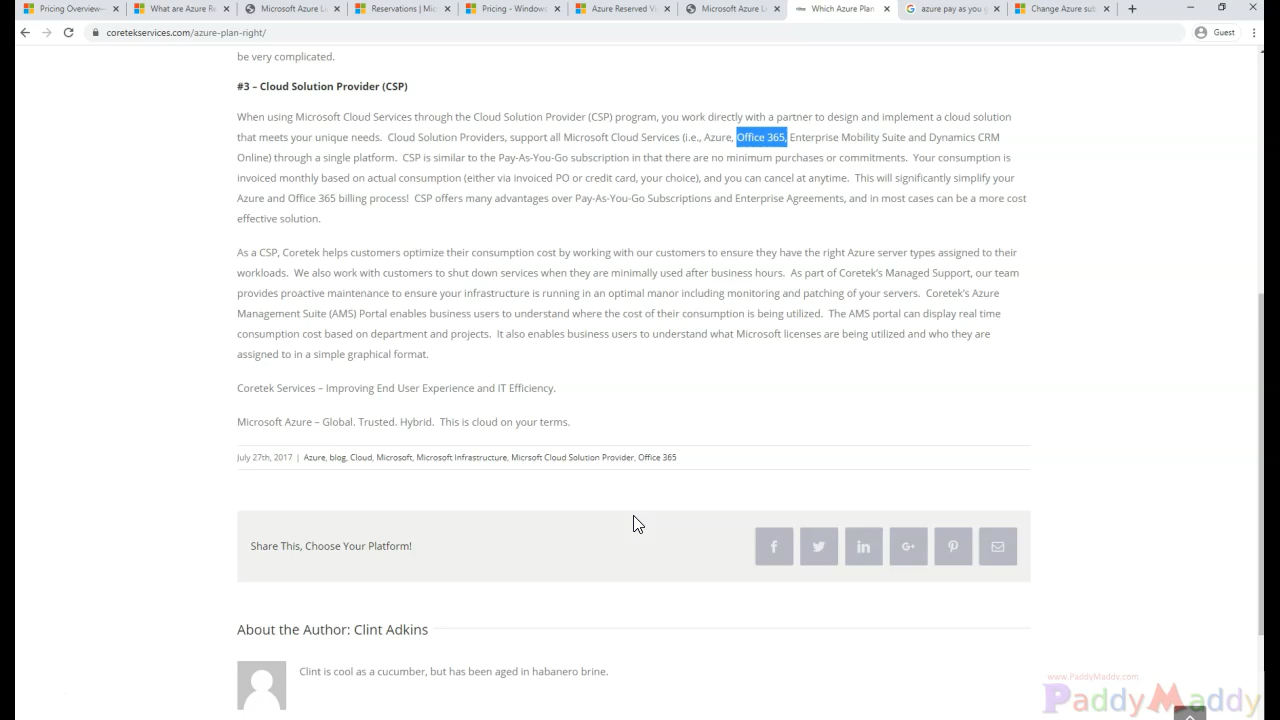 Pricing Overview—
What are Azure Re
Microsoft Azure Li
Reservations | Mic
Pricing - Windows
Azure Reserved Vi
Microsoft Azure Li
Which Azure Plan
azure pay as you g
Change Azure sub
coretekservices.com/azure-plan-right/
Guest
be very complicated.
#3 – Cloud Solution Provider (CSP)
When using Microsoft Cloud Services through the Cloud Solution Provider (CSP) program, you work directly with a partner to design and implement a cloud solution
that meets your unique needs. Cloud Solution Providers, support all Microsoft Cloud Services (i.e., Azure, Office 365, Enterprise Mobility Suite and Dynamics CRM
Online) through a single platform. CSP is similar to the Pay-As-You-Go subscription in that there are no minimum purchases or commitments. Your consumption is
invoiced monthly based on actual consumption (either via invoiced PO or credit card, your choice), and you can cancel at anytime. This will significantly simplify your
Azure and Office 365 billing process! CSP offers many advantages over Pay-As-You-Go Subscriptions and Enterprise Agreements, and in most cases can be a more cost
effective solution.
As a CSP, Coretek helps customers optimize their consumption cost by working with our customers to ensure they have the right Azure server types assigned to their
workloads. We also work with customers to shut down services when they are minimally used after business hours. As part of Coretek's Managed Support, our team
provides proactive maintenance to ensure your infrastructure is running in an optimal manor including monitoring and patching of your servers. Coretek's Azure
Management Suite (AMS) Portal enables business users to understand where the cost of their consumption is being utilized. The AMS portal can display real time
consumption cost based on department and projects. It also enables business users to understand what Microsoft licenses are being utilized and who they are
assigned to in a simple graphical format.
Coretek Services – Improving End User Experience and IT Efficiency.
Microsoft Azure – Global. Trusted. Hybrid. This is cloud on your terms.
July 27th, 2017 | Azure, blog, Cloud, Microsoft, Microsoft Infrastructure, Micrsoft Cloud Solution Provider, Office 365
Share This, Choose Your Platform!
About the Author: Clint Adkins
Clint is cool as a cucumber, but has been aged in habanero brine.
www.PaddyMaddy.com
PaddyMaddy